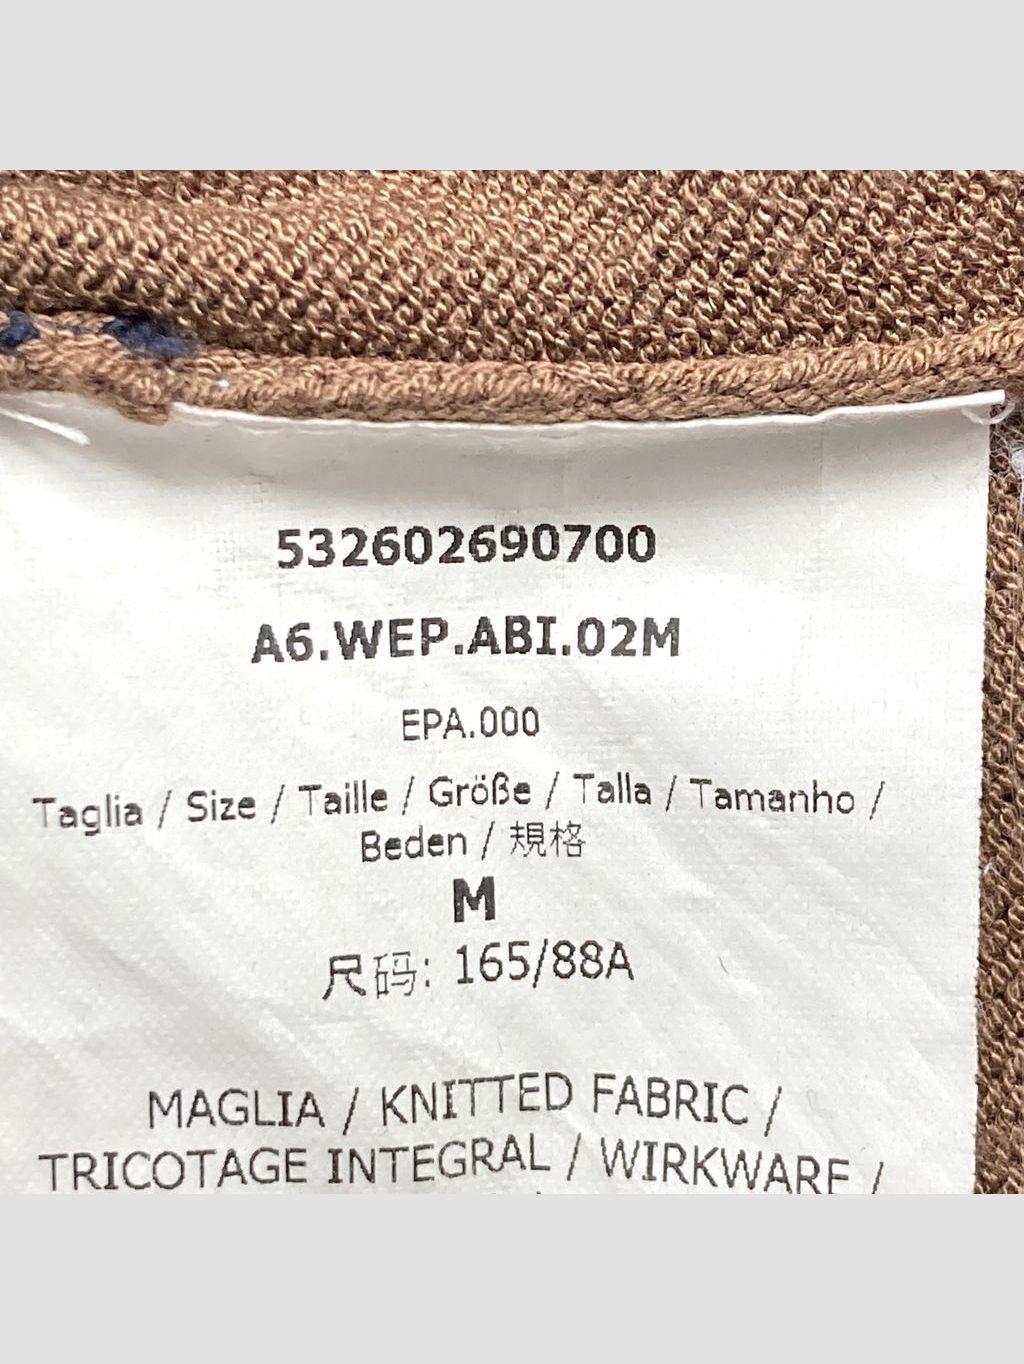 532602690700
A6.WEP.ABI.02M
EPA.000
Taglia / Size / Taille / Größe / Talla / Tamanho /
Beden / 規格
M
尺码: 165/88A
MAGLIA / KNITTED FABRIC /
TRICOTAGE INTEGRAL / WIRKWARE /